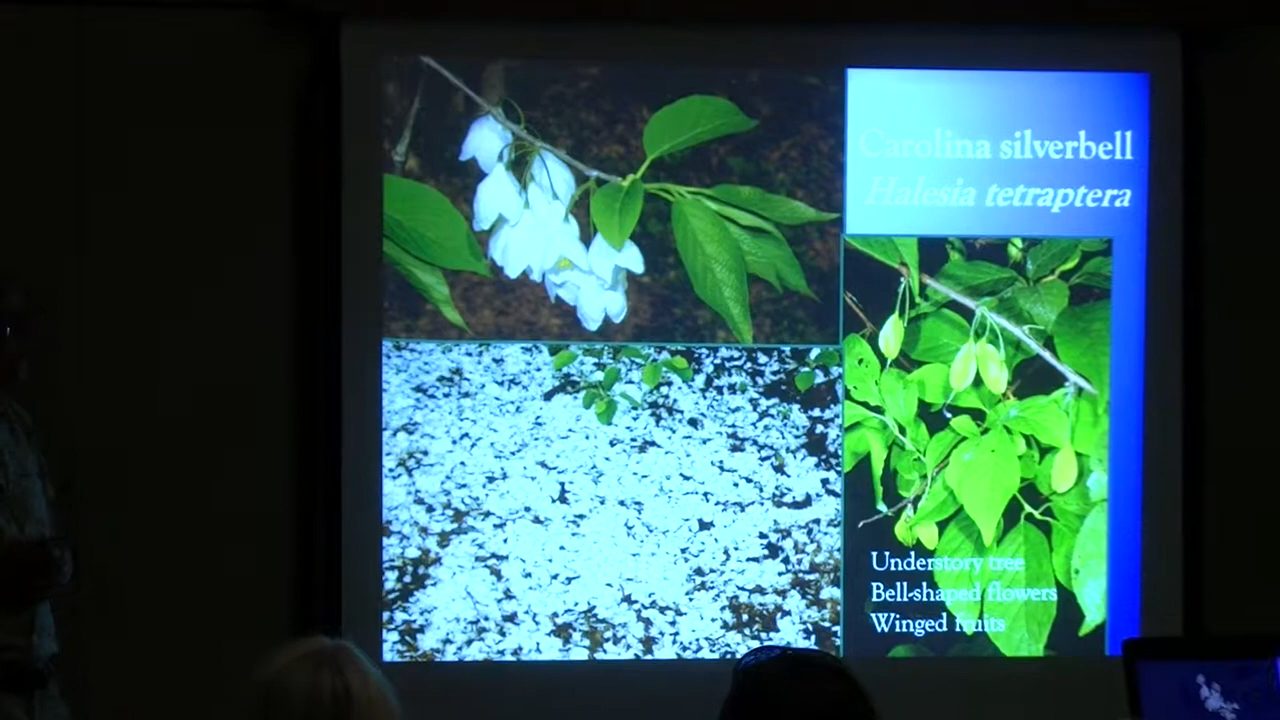 Carolina silverbell
Halesia tetraptera
Understory tree
Bell-shaped flowers
Winged fruits